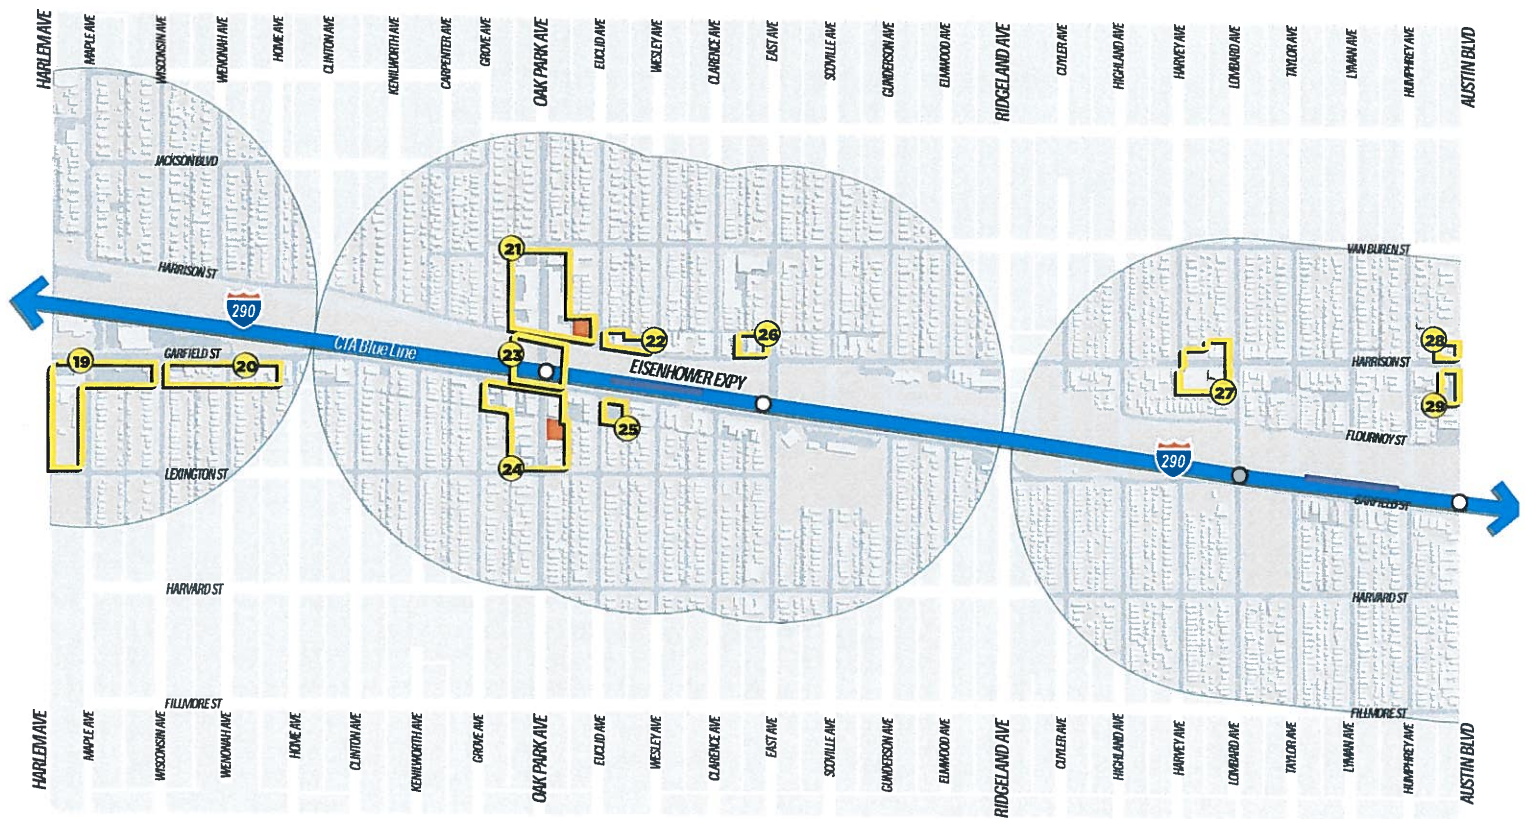 HARLEM AVE
MAPLE AVE
WISCONSIN AVE
WENONAH AVE
HOME AVE
CLINTON AVE
KENILWORTH AVE
CARPENTER AVE
GROVE AVE
OAK PARK AVE
EUCLID AVE
WESLEY AVE
CLARENCE AVE
EAST AVE
SCOVILLE AVE
GUNDERSON AVE
ELMWOOD AVE
RIDGELAND AVE
CUYLER AVE
HIGHLAND AVE
HARVEY AVE
LOMBARD AVE
TAYLOR AVE
LYMAN AVE
HUMPHREY AVE
AUSTIN BLVD
JACKSON BLVD
VAN BUREN ST
21
HARRISON ST
290
CTA Blue Line
23
22
26
28
GARFIELD ST
19
20
EISENHOWER EXPY
HARRISON ST
27
29
25
FLOURNOY ST
24
LEXINGTON ST
290
GARFIELD ST
HARVARD ST
HARVARD ST
FILLMORE ST
FILLMORE ST
HARLEM AVE
MAPLE AVE
WISCONSIN AVE
WENONAH AVE
HOME AVE
CLINTON AVE
KENILWORTH AVE
GROVE AVE
OAK PARK AVE
EUCLID AVE
WESLEY AVE
CLARENCE AVE
EAST AVE
SCOVILLE AVE
GUNDERSON AVE
ELMWOOD AVE
RIDGELAND AVE
CUYLER AVE
HIGHLAND AVE
HARVEY AVE
LOMBARD AVE
TAYLOR AVE
LYMAN AVE
HUMPHREY AVE
AUSTIN BLVD